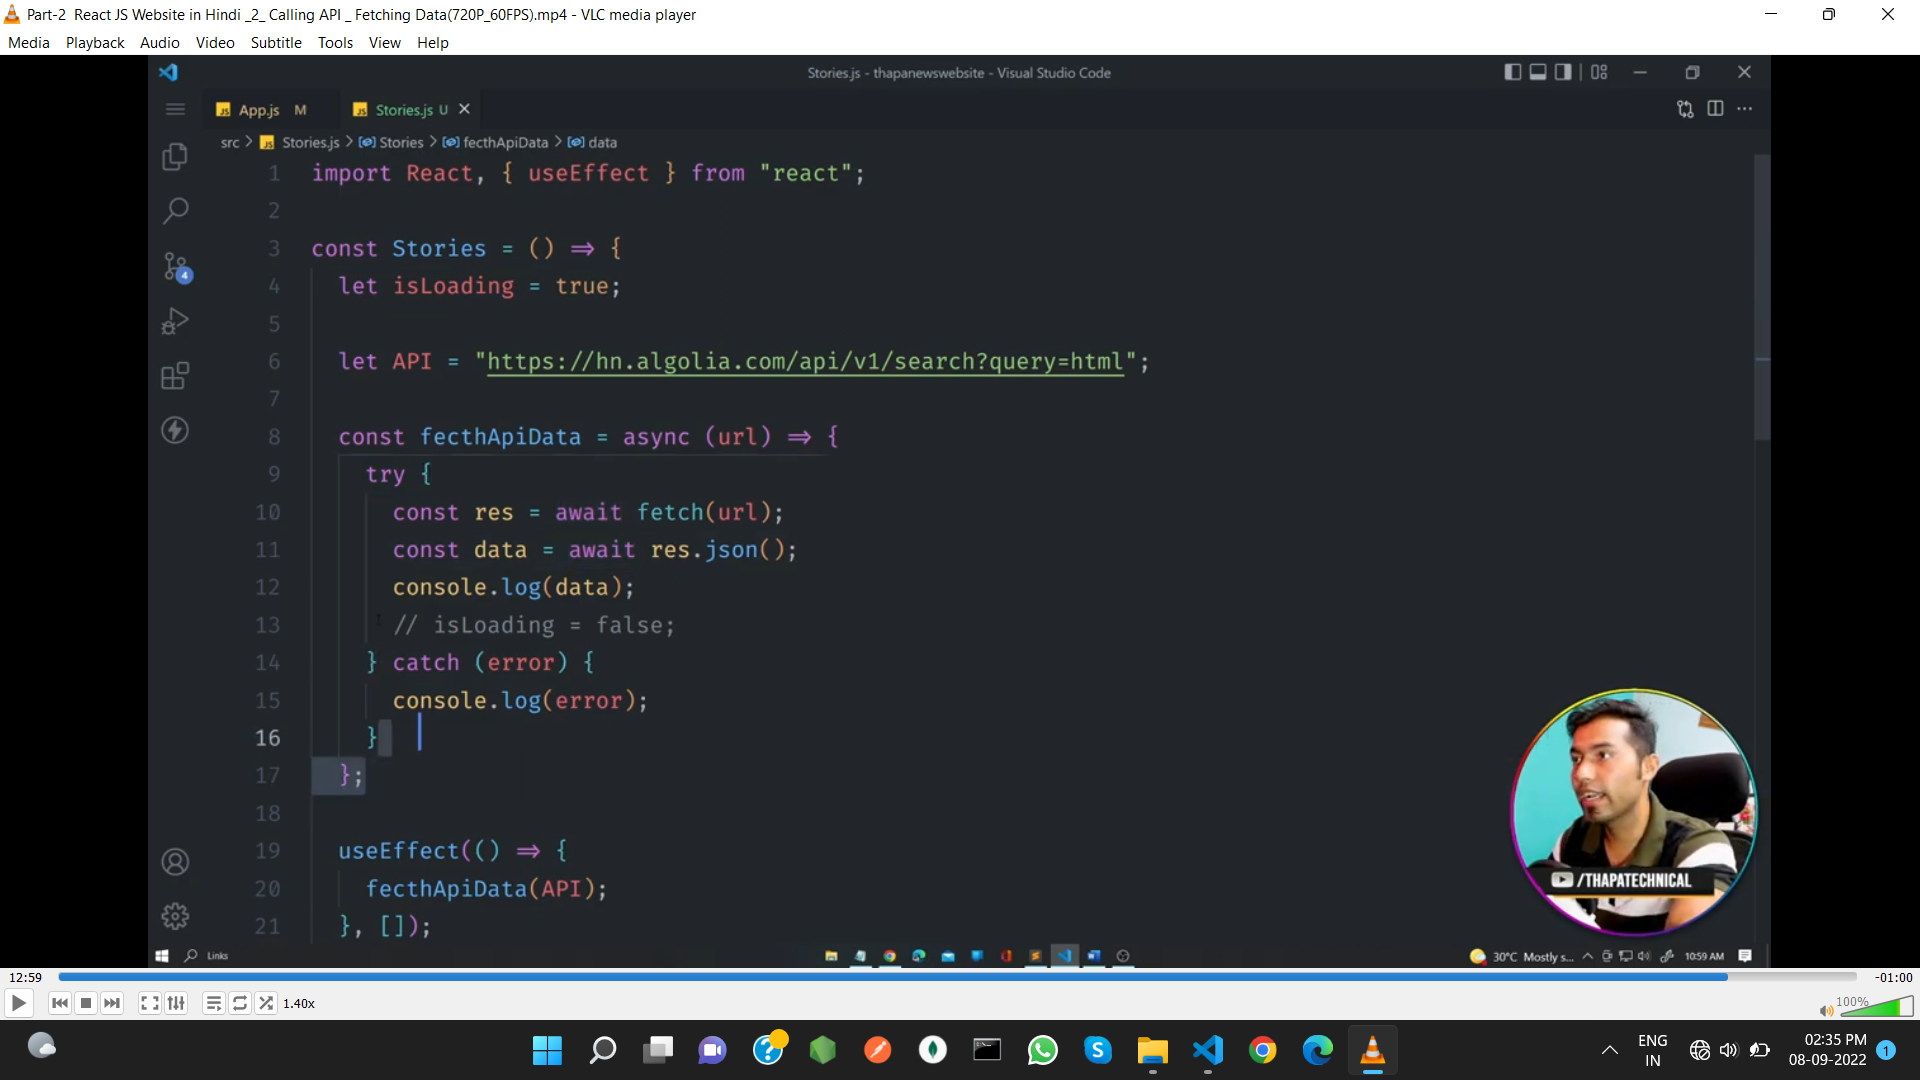 Part-2  React JS Website in Hindi _2_ Calling API _ Fetching Data(720P_60FPS).mp4 - VLC media player
Media Playback Audio Video Subtitle Tools View Help
Stories.js - thapanewswebsite - Visual Studio Code
App.js M Stories.js U
src > Stories.js > Stories > fecthApiData > data
1 import React, { useEffect } from "react";
2
3 const Stories = () => {
4 let isLoading = true;
5
6 let API = "https://hn.algolia.com/api/v1/search?query=html";
7
8 const fecthApiData = async (url) => {
9 try {
10 const res = await fetch(url);
11 const data = await res.json();
12 console.log(data);
13 // isLoading = false;
14 } catch (error) {
15 console.log(error);
16 }
17 };
18
19 useEffect(() => {
20 fecthApiData(API);
21 }, []);
4
/THAPATECHNICAL
Links
30°C Mostly s... 10:59 AM
12:59 -01:00
1.40x
100%
ENG
IN
02:35 PM
08-09-2022
1